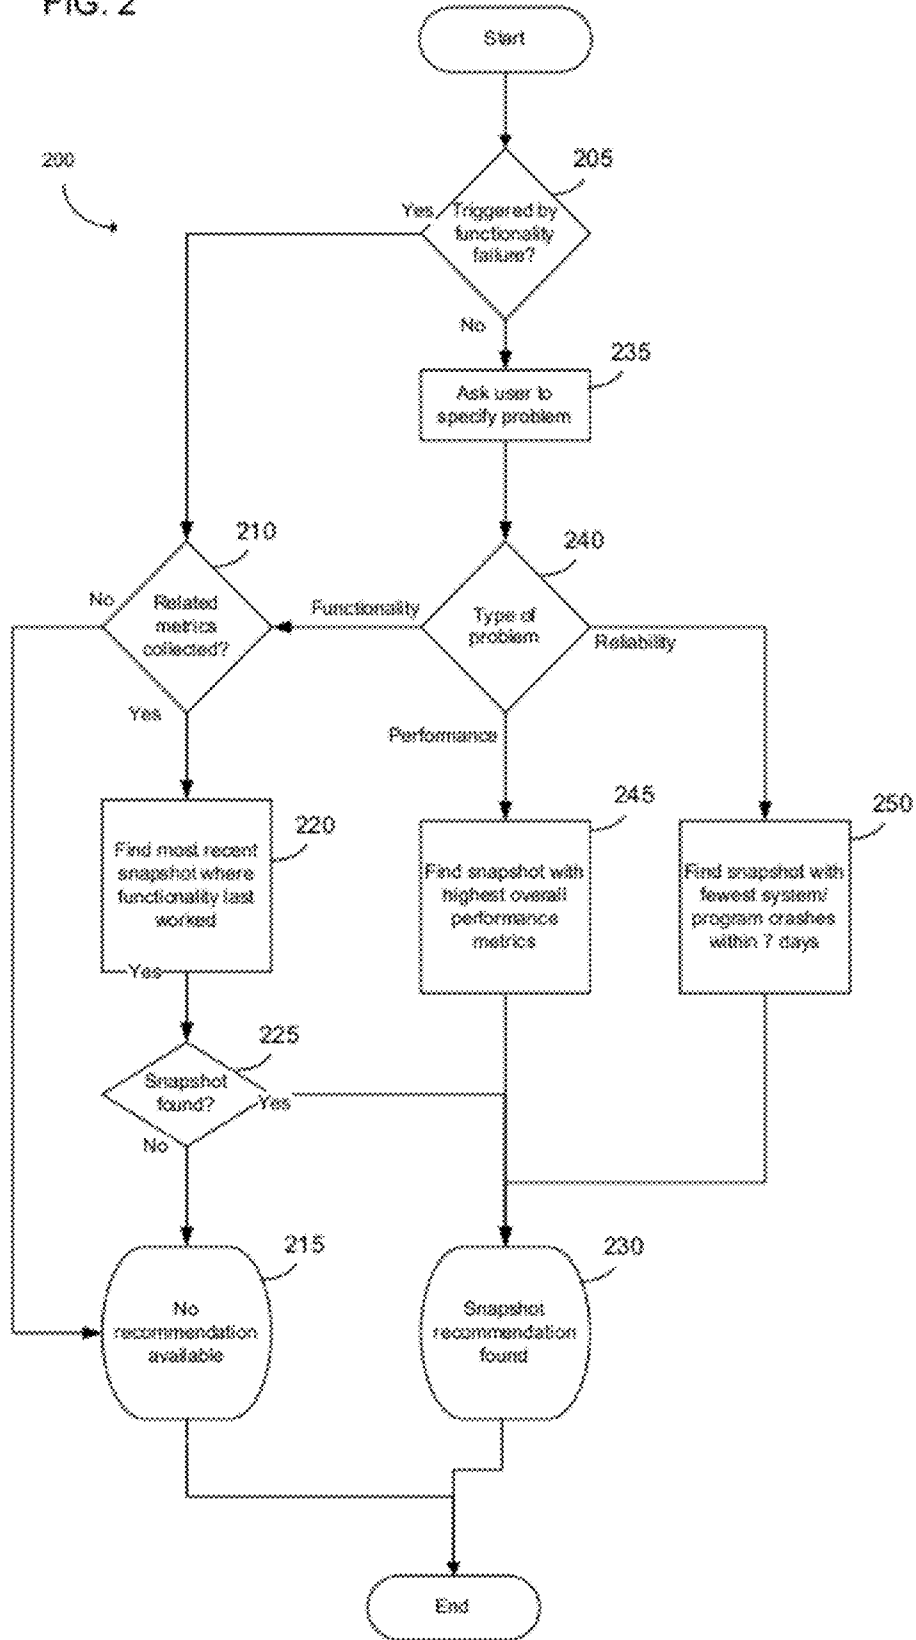 FIG. 2
Start
200
205
Yes
Triggered by
functionality
failure?
No
235
Ask user to
specify problem
210
240
No
Related
metrics
collected?
Functionality
Type of
problem
Reliability
Yes
Performance
220
245
250
Find most recent
snapshot where
functionality last
worked
Find snapshot with
highest overall
performance
metrics
Find snapshot with
fewest system/
program crashes
within 7 days
Yes
225
Snapshot
found?
Yes
No
215
230
No
recommendation
available
Snapshot
recommendation
found
End